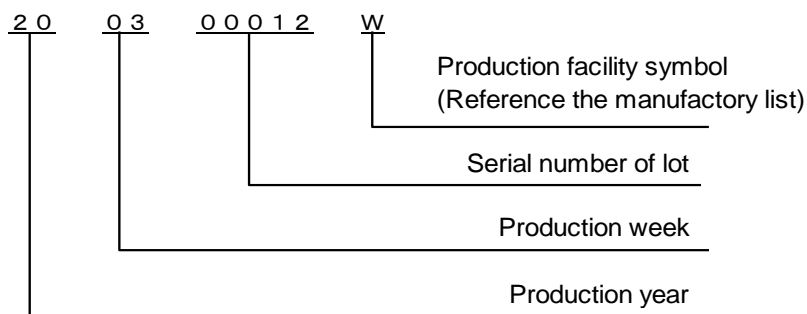 ２０ ０３ ０００１２ Ｗ
Production facility symbol
(Reference the manufactory list)
Serial number of lot
Production week
Production year